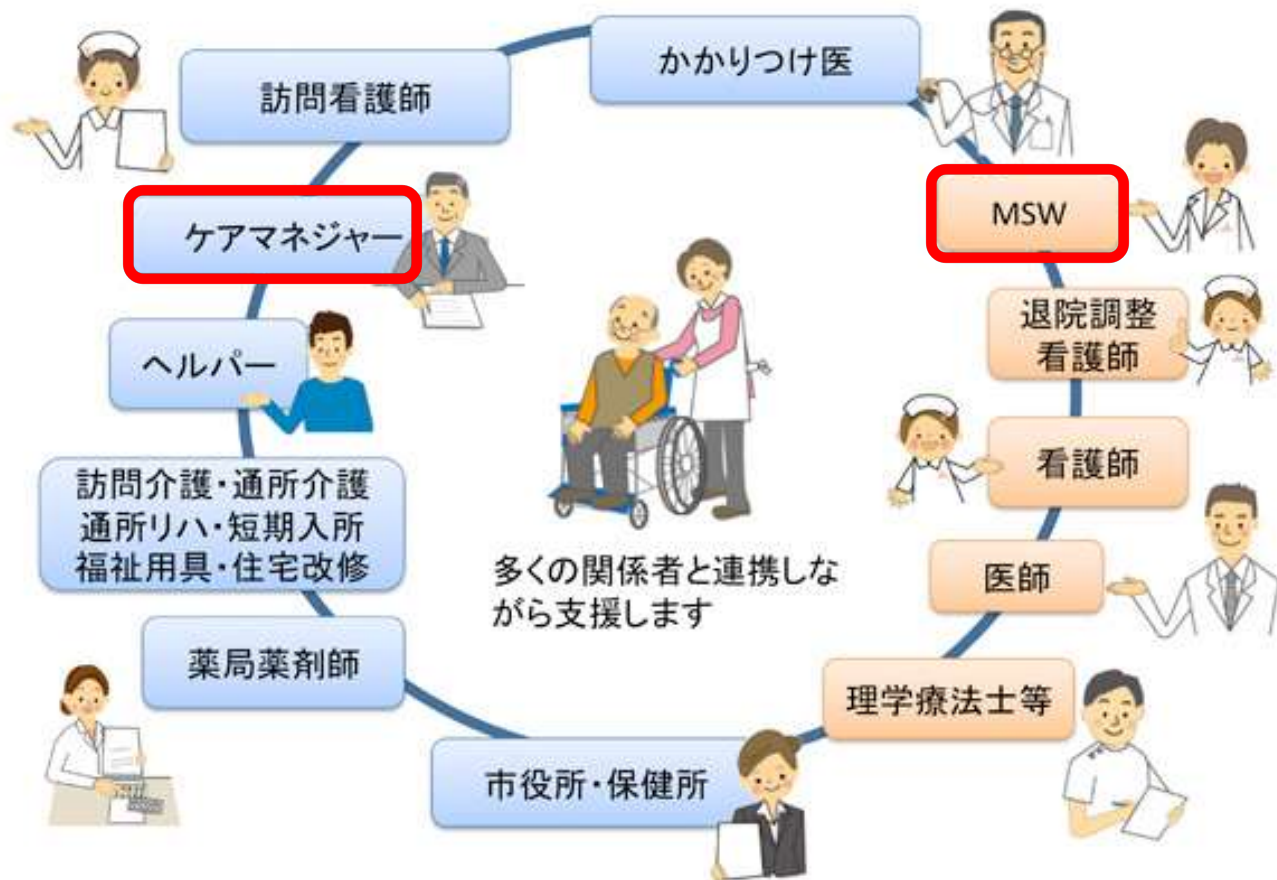 かかりつけ医
訪問看護師
ケアマネジャー
MSW
ヘルパー
退院調整
看護師
看護師
訪問介護・通所介護
通所リハ・短期入所
福祉用具・住宅改修
多くの関係者と連携しな
がら支援します
医師
薬局薬剤師
理学療法士等
市役所・保健所